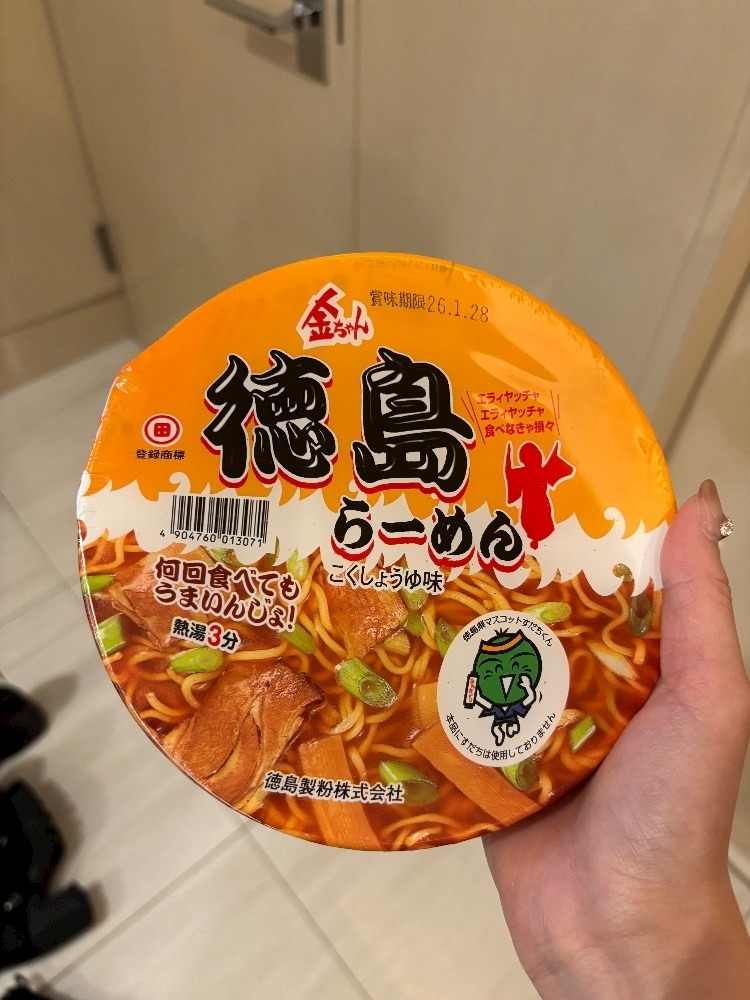 賞味期限26.1.28
金ちゃん
徳島
らーめん
こくしょうゆ味
エライヤッチャ
エライヤッチャ
食べなきゃ損々
田
登録商標
4 904760 013071
何回食べても
うまいんじょ!
熱湯3分
徳島県マスコットすだちくん
本品にすだちは使用しておりません
徳島製粉株式会社